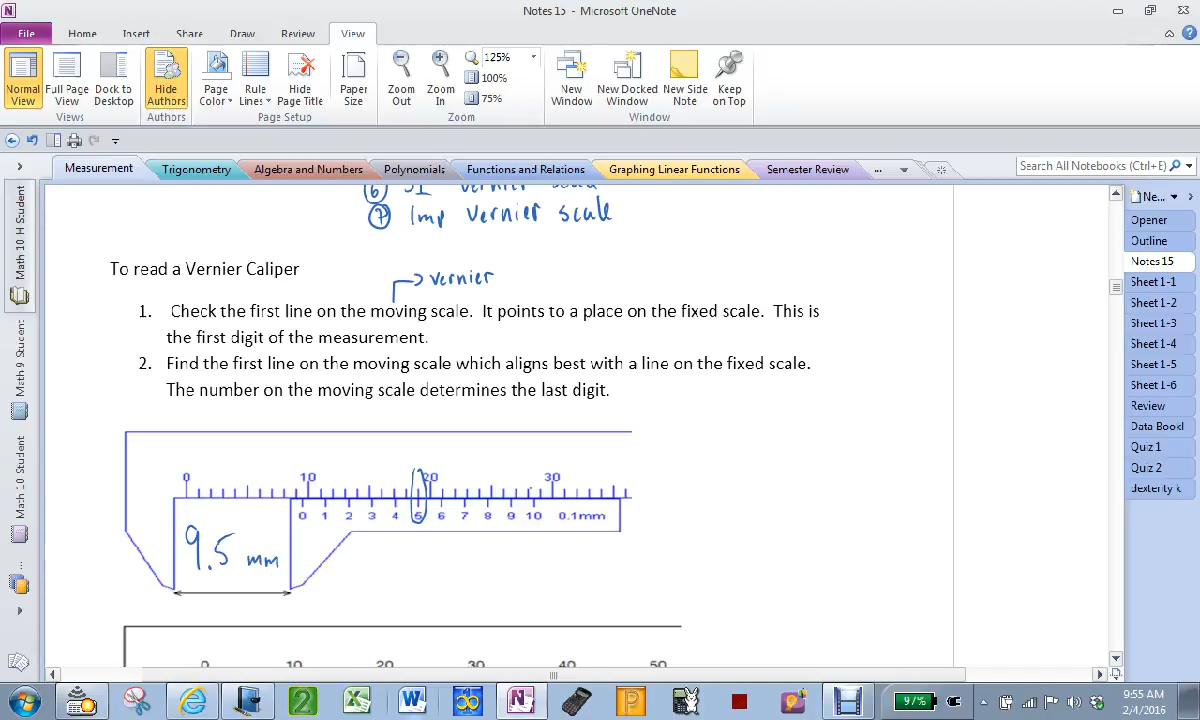 Notes 15 - Microsoft OneNote
File Home Insert Share Draw Review View
Normal View
Full Page View
Dock to Desktop
Hide Authors
Page Color
Rule Lines
Hide Page Title
Paper Size
Zoom Out
Zoom In
125%
100%
75%
New Window
New Docked Window
New Side Note
Keep on Top
Views Authors Page Setup Zoom Window
Measurement Trigonometry Algebra and Numbers Polynomials Functions and Relations Graphing Linear Functions Semester Review ...
Search All Notebooks (Ctrl+E)
Math 10 H Student
Math 9 Student
Ne...
Opener
Outline
Notes 15
Sheet 1-1
Sheet 1-2
Sheet 1-3
Sheet 1-4
Sheet 1-5
Sheet 1-6
Review
Data Bookl
Quiz 1
Quiz 2
dexterity k
6 SI vernier
7 Imp vernier scale
To read a Vernier Caliper
vernier
1. Check the first line on the moving scale. It points to a place on the fixed scale. This is
the first digit of the measurement.
2. Find the first line on the moving scale which aligns best with a line on the fixed scale.
The number on the moving scale determines the last digit.
0 10 20 30
0 1 2 3 4 5 6 7 8 9 10 0.1mm
9.5 mm
0 10 20 30 40 50
97%
9:55 AM
2/4/2016